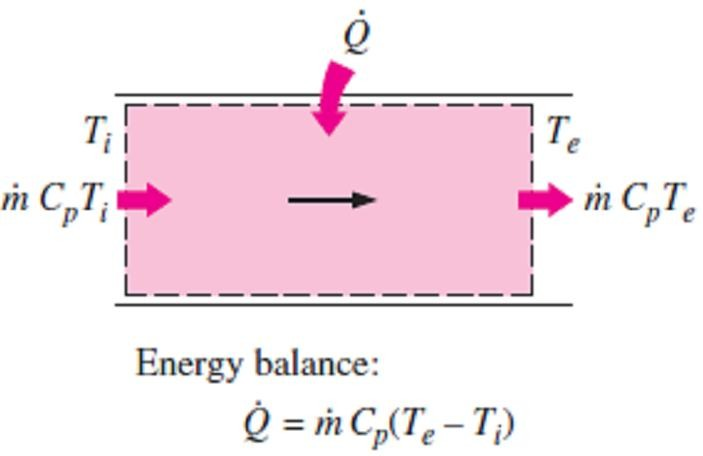 Q̇
Tᵢ
Tₑ
ṁ CₚTᵢ
ṁ CₚTₑ
Energy balance:
Q̇ = ṁ Cₚ(Tₑ – Tᵢ)